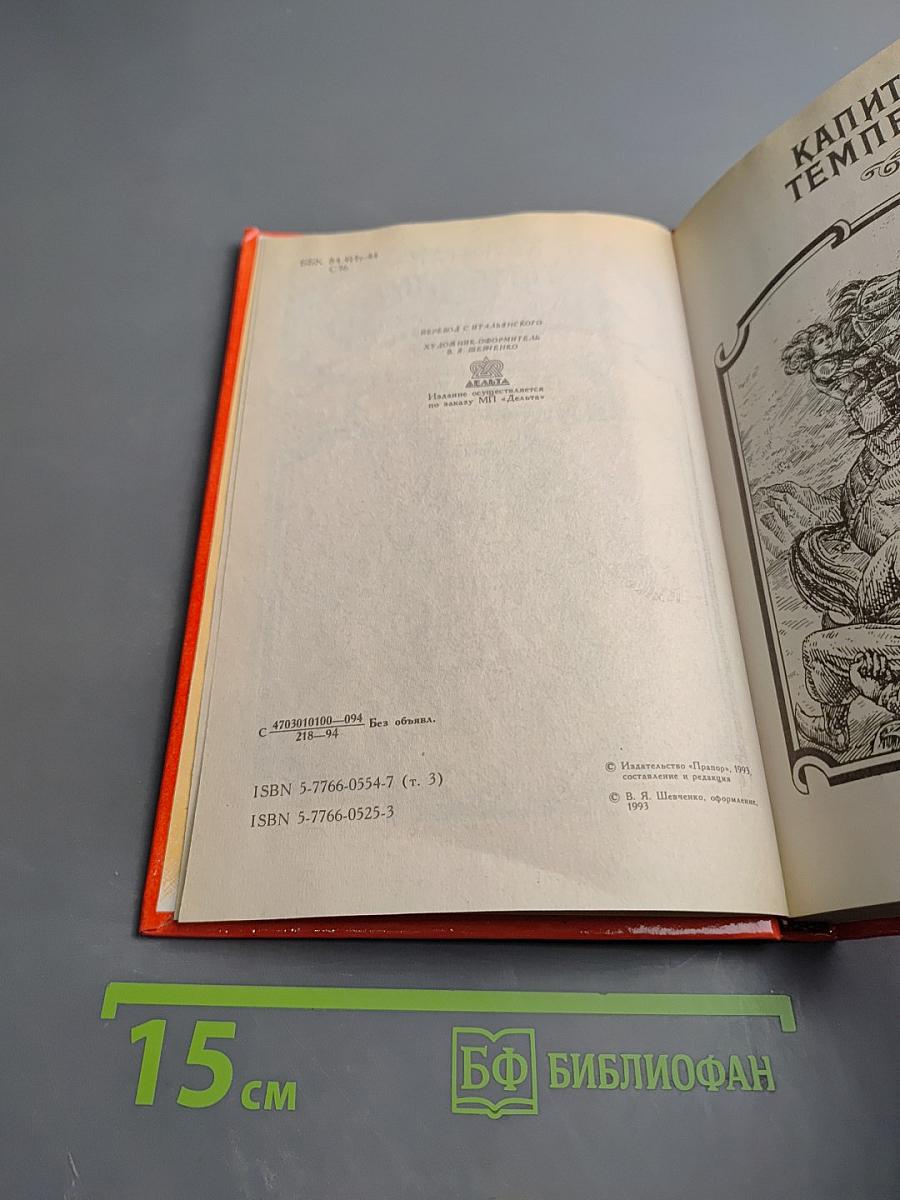 ББК 84.4Ит-44
С16
ПЕРЕВОД С ИТАЛЬЯНСКОГО
ХУДОЖНИК-ОФОРМИТЕЛЬ
В. Я. ШЕВЧЕНКО
ДЕЛЬТА
Издание осуществляется
по заказу МП «Дельта»
С 4703010100—094 Без объявл.
218—94
ISBN 5-7766-0554-7 (т. 3)
ISBN 5-7766-0525-3
© Издательство «Прапор», 1993,
составление и редакция
© В. Я. Шевченко, оформление,
1993
КАПИТ
ТЕМПЕ
15 см
БФ БИБЛИОФАН